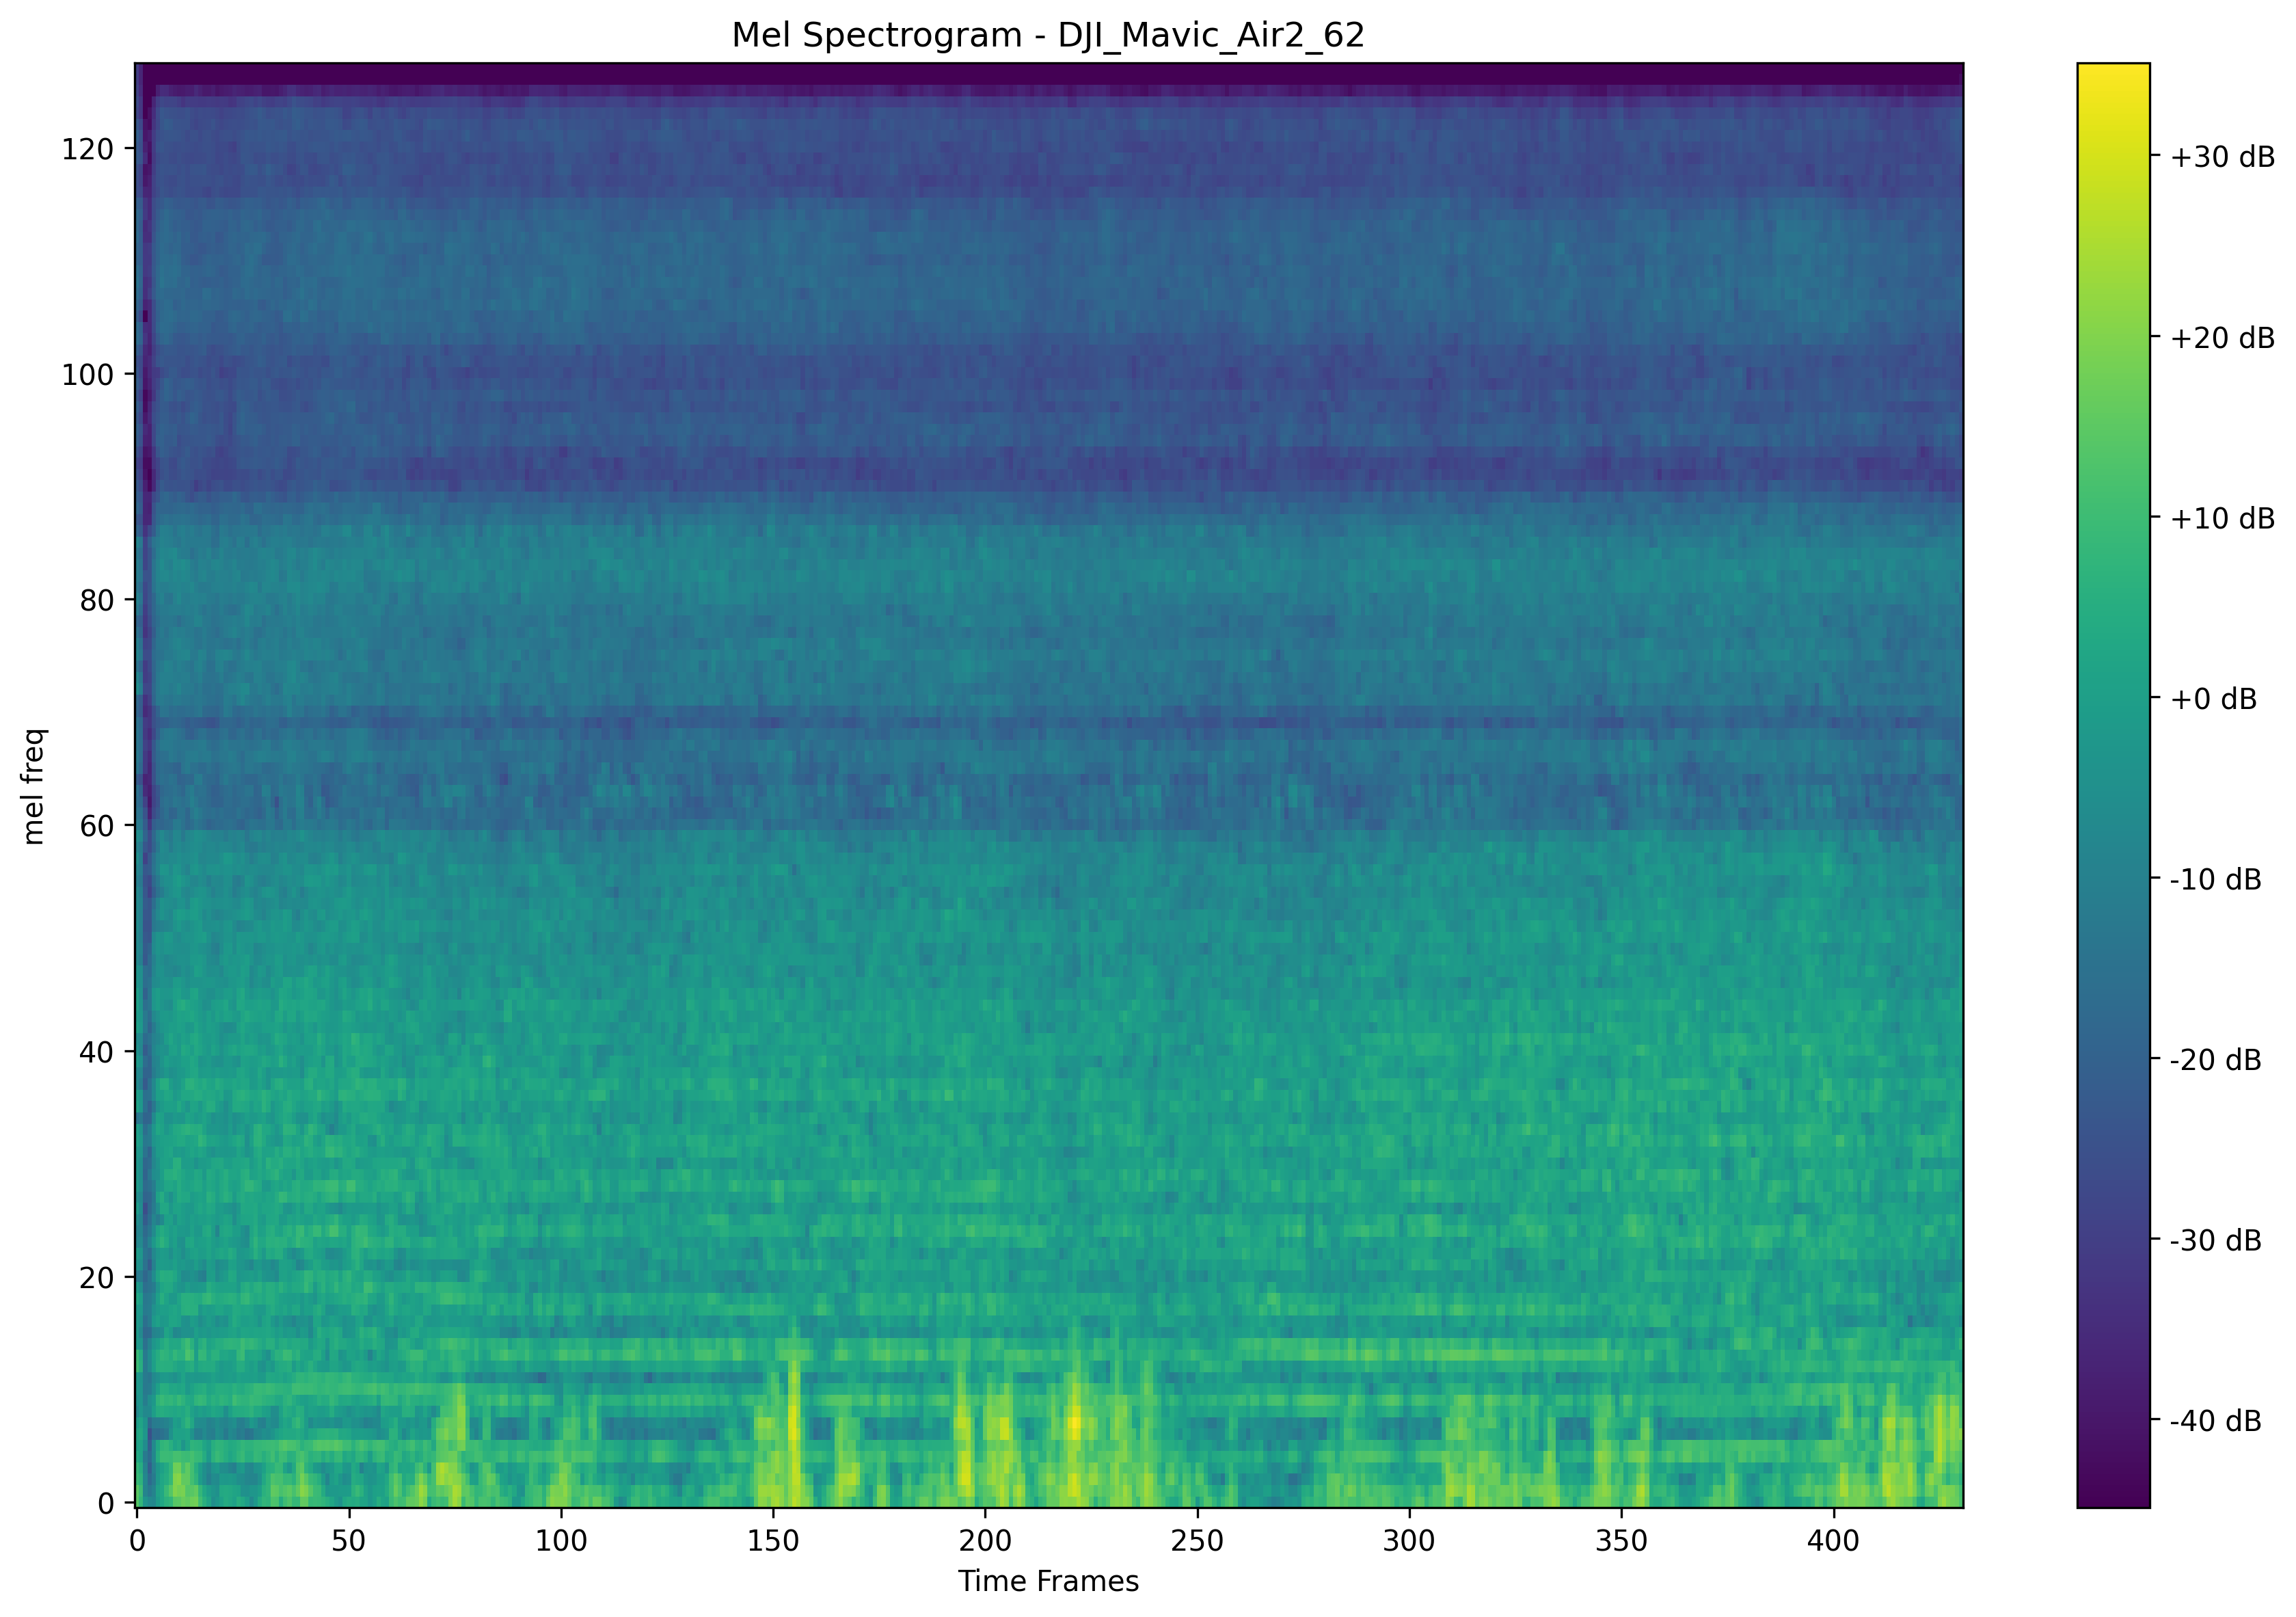 Mel Spectrogram - DJI_Mavic_Air2_62
mel freq
120
100
80
60
40
20
0
0 50 100 150 200 250 300 350 400
Time Frames
+30 dB
+20 dB
+10 dB
+0 dB
-10 dB
-20 dB
-30 dB
-40 dB